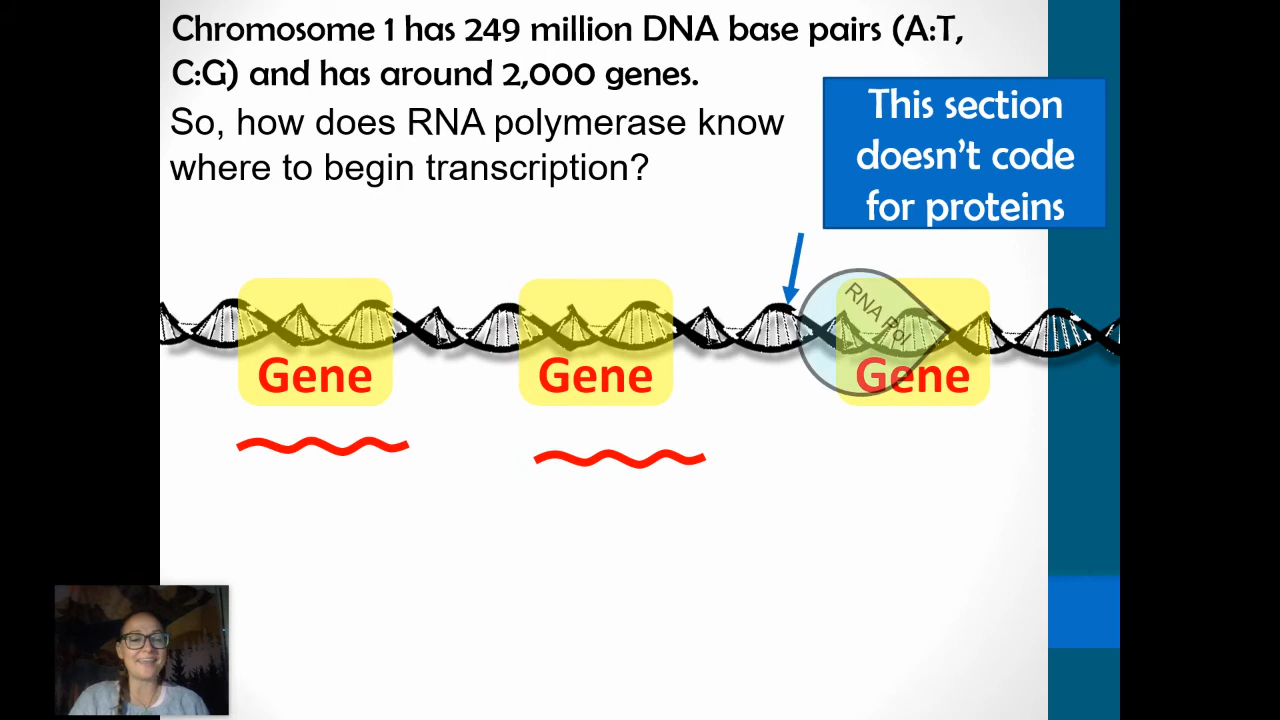 Chromosome 1 has 249 million DNA base pairs (A:T,
C:G) and has around 2,000 genes.
So, how does RNA polymerase know
where to begin transcription?
This section
doesn't code
for proteins
RNA Pol
Gene
Gene
Gene